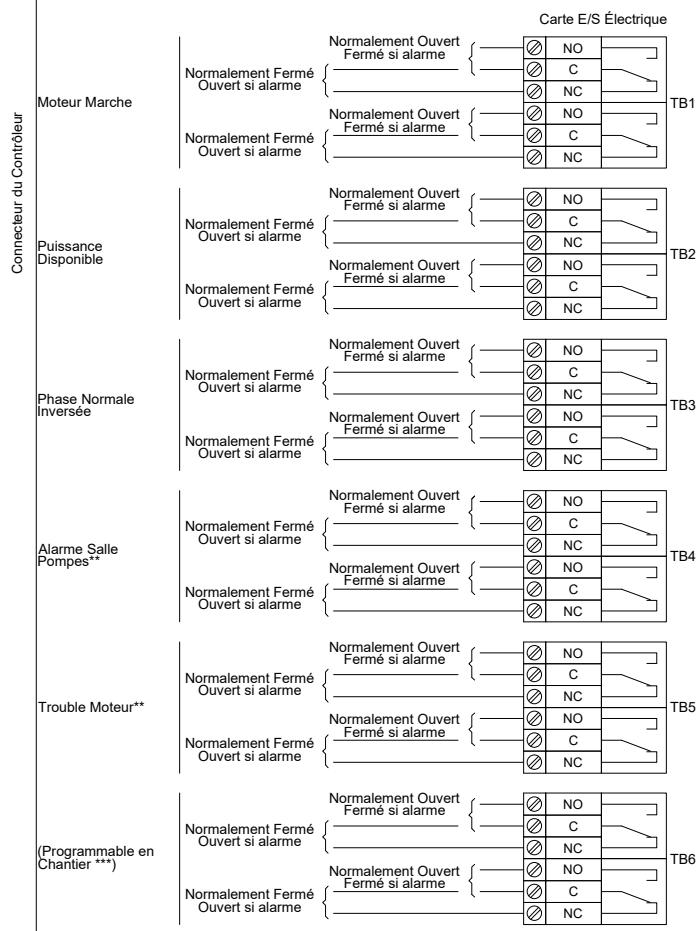 Carte E/S Électrique
Connecteur du Contrôleur
Moteur Marche
Normalement Ouvert
Fermé si alarme
Normalement Fermé
Ouvert si alarme
Normalement Ouvert
Fermé si alarme
Normalement Fermé
Ouvert si alarme
NO
C
NC
NO
C
NC
TB1
Puissance
Disponible
Normalement Ouvert
Fermé si alarme
Normalement Fermé
Ouvert si alarme
Normalement Ouvert
Fermé si alarme
Normalement Fermé
Ouvert si alarme
NO
C
NC
NO
C
NC
TB2
Phase Normale
Inversée
Normalement Ouvert
Fermé si alarme
Normalement Fermé
Ouvert si alarme
Normalement Ouvert
Fermé si alarme
Normalement Fermé
Ouvert si alarme
NO
C
NC
NO
C
NC
TB3
Alarme Salle
Pompes**
Normalement Ouvert
Fermé si alarme
Normalement Fermé
Ouvert si alarme
Normalement Ouvert
Fermé si alarme
Normalement Fermé
Ouvert si alarme
NO
C
NC
NO
C
NC
TB4
Trouble Moteur**
Normalement Ouvert
Fermé si alarme
Normalement Fermé
Ouvert si alarme
Normalement Ouvert
Fermé si alarme
Normalement Fermé
Ouvert si alarme
NO
C
NC
NO
C
NC
TB5
(Programmable en
Chantier ***)
Normalement Ouvert
Fermé si alarme
Normalement Fermé
Ouvert si alarme
Normalement Ouvert
Fermé si alarme
Normalement Fermé
Ouvert si alarme
NO
C
NC
NO
C
NC
TB6